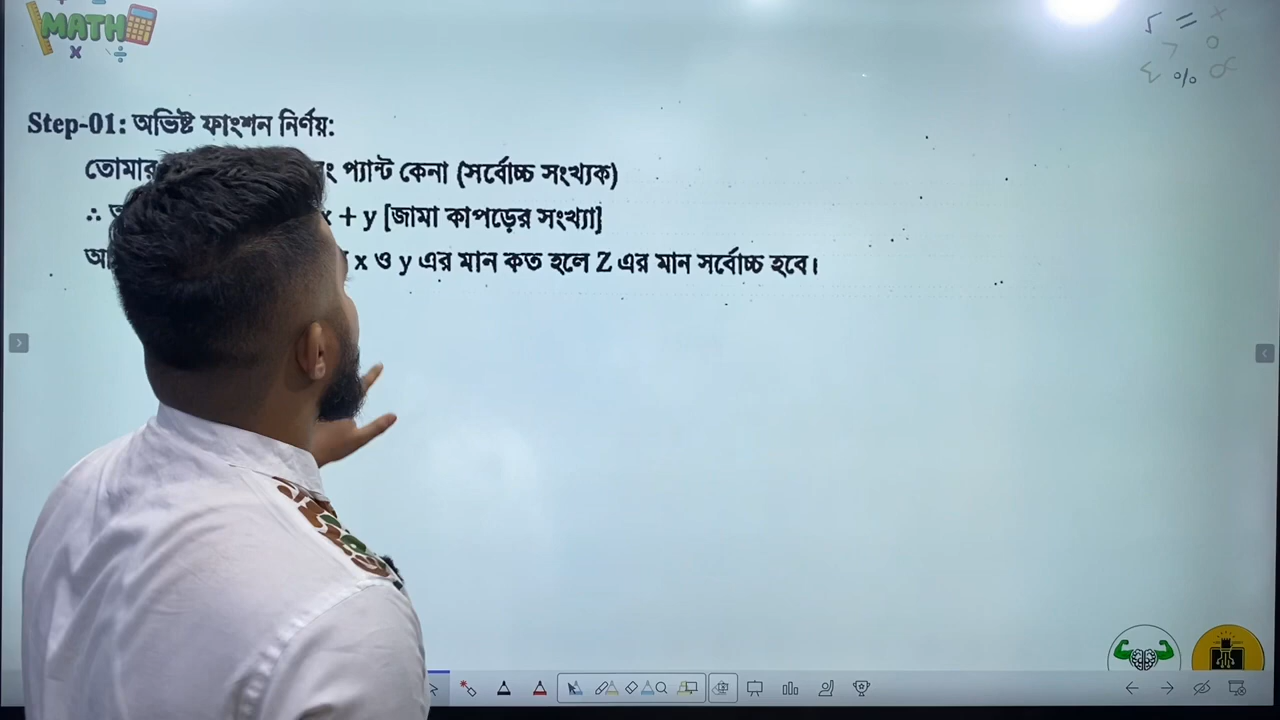 MATH
Step-01: অভিষ্ট ফাংশন নির্ণয়:
তোমার প্যান্ট কেনা (সর্বোচ্চ সংখ্যক)
∴ x + y [জামা কাপড়ের সংখ্যা]
x ও y এর মান কত হলে Z এর মান সর্বোচ্চ হবে।